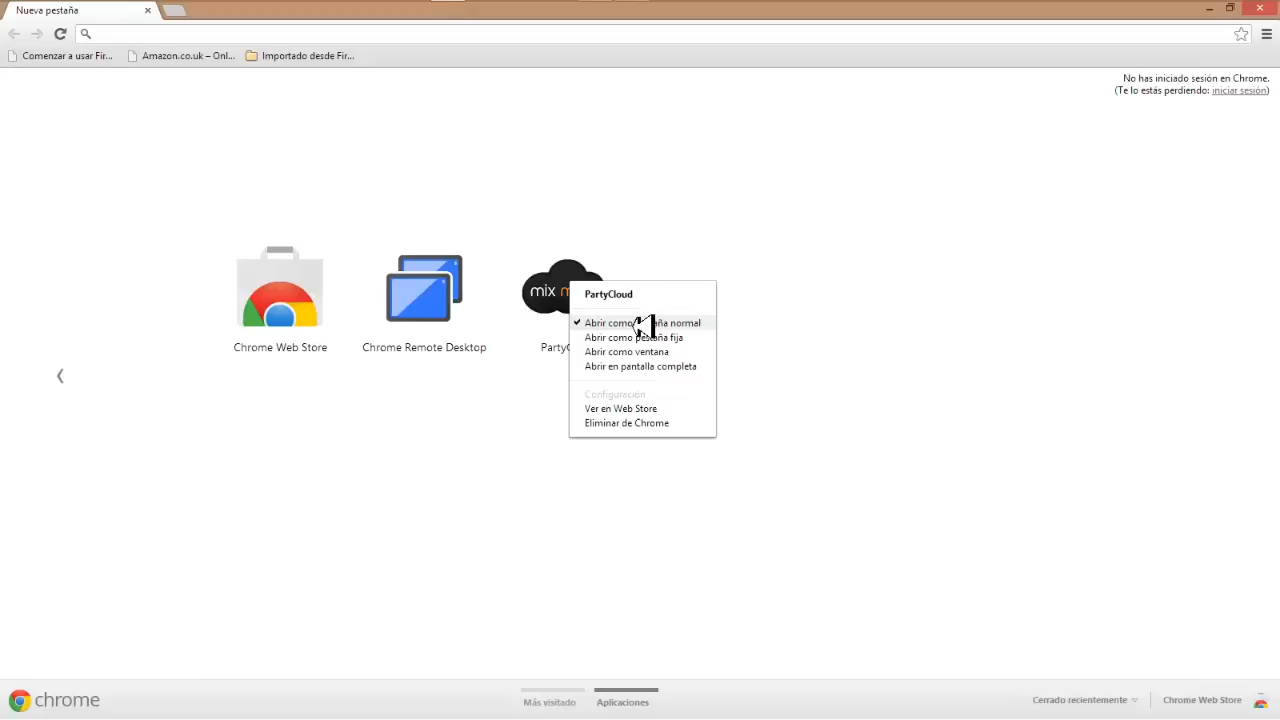 Nueva pestaña
Comenzar a usar Fir...
Amazon.co.uk – Onl...
Importado desde Fir...
No has iniciado sesión en Chrome.
(Te lo estás perdiendo: iniciar sesión)
mix
Chrome Web Store
Chrome Remote Desktop
PartyCloud
Abrir como normal
Abrir como pestaña fija
Abrir como ventana
Abrir en pantalla completa
Configuración
Ver en Web Store
Eliminar de Chrome
chrome
Más visitado
Aplicaciones
Cerrado recientemente
Chrome Web Store